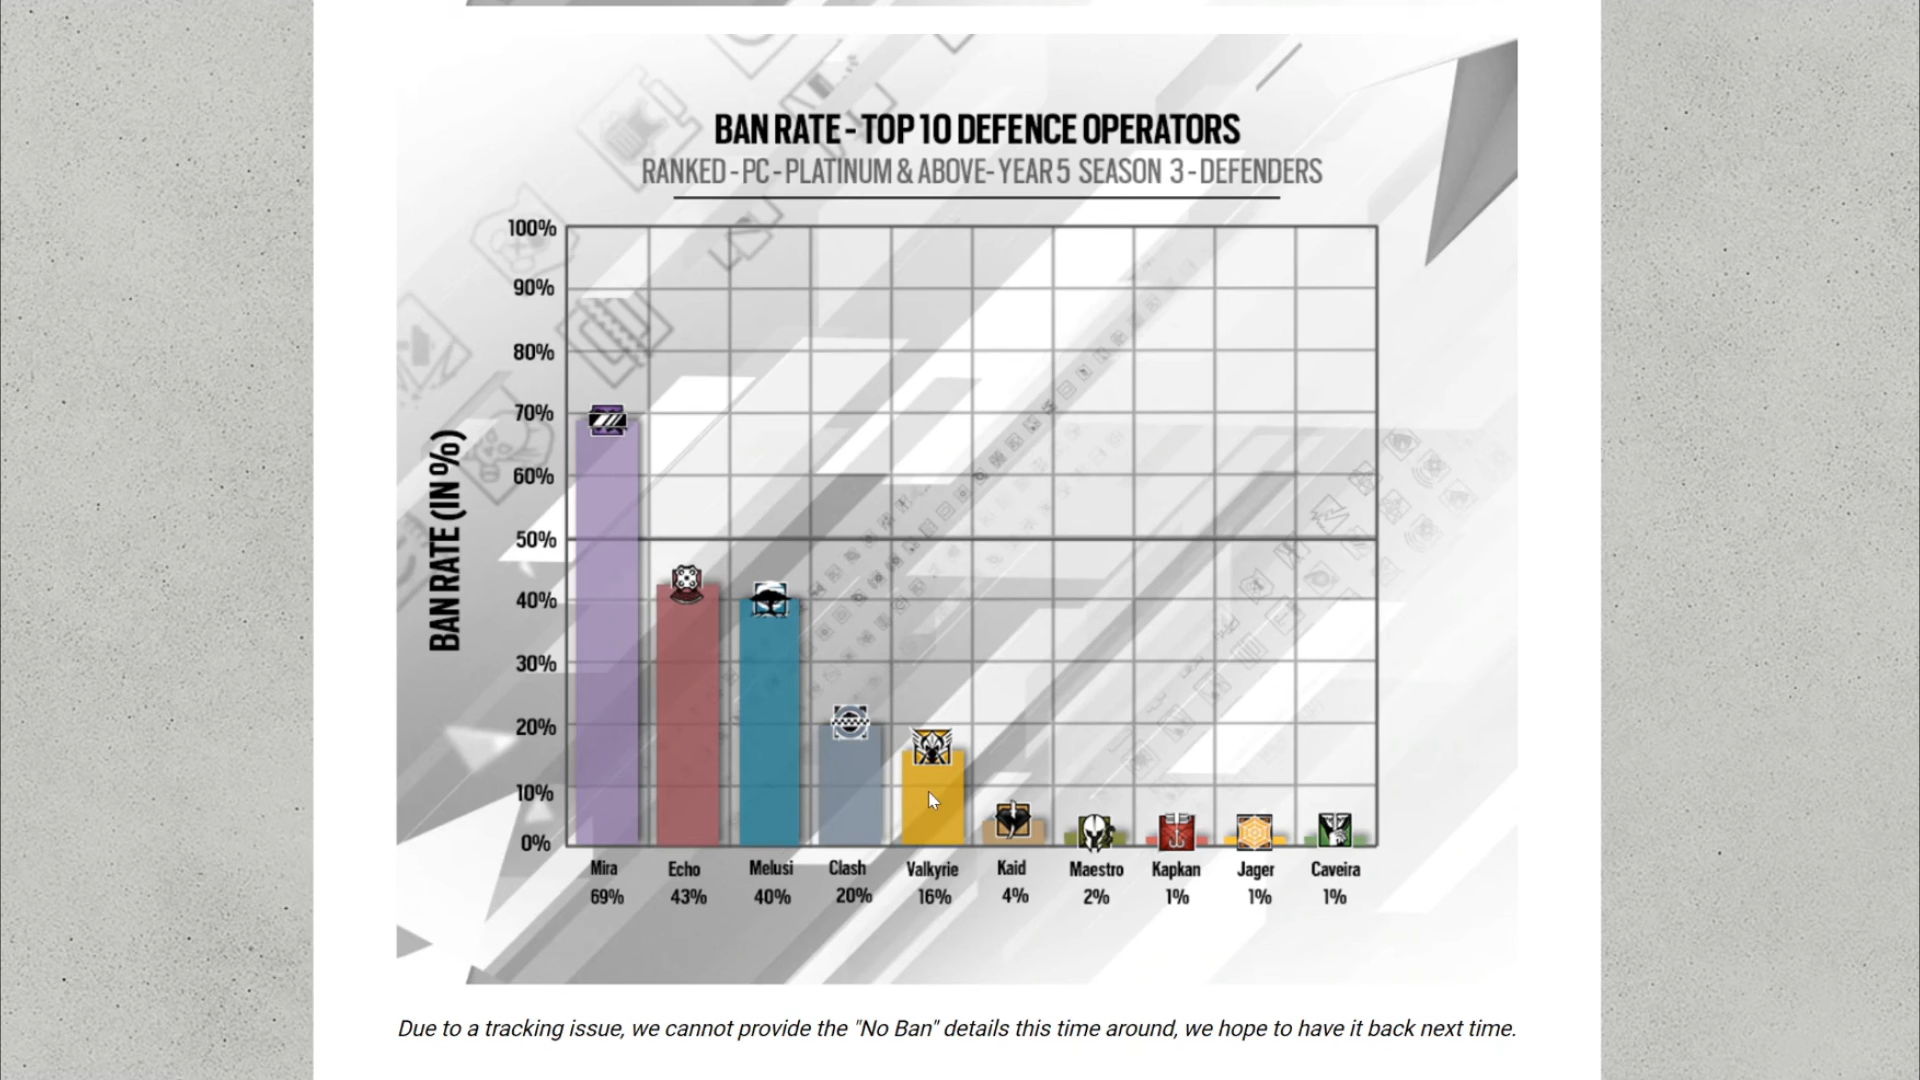 BAN RATE - TOP 10 DEFENCE OPERATORS
RANKED - PC - PLATINUM & ABOVE - YEAR 5 SEASON 3 - DEFENDERS
BAN RATE (IN %)
100%
90%
80%
70%
60%
50%
40%
30%
20%
10%
0%
Mira Echo Melusi Clash Valkyrie Kaid Maestro Kapkan Jager Caveira
69% 43% 40% 20% 16% 4% 2% 1% 1% 1%
Due to a tracking issue, we cannot provide the "No Ban" details this time around, we hope to have it back next time.